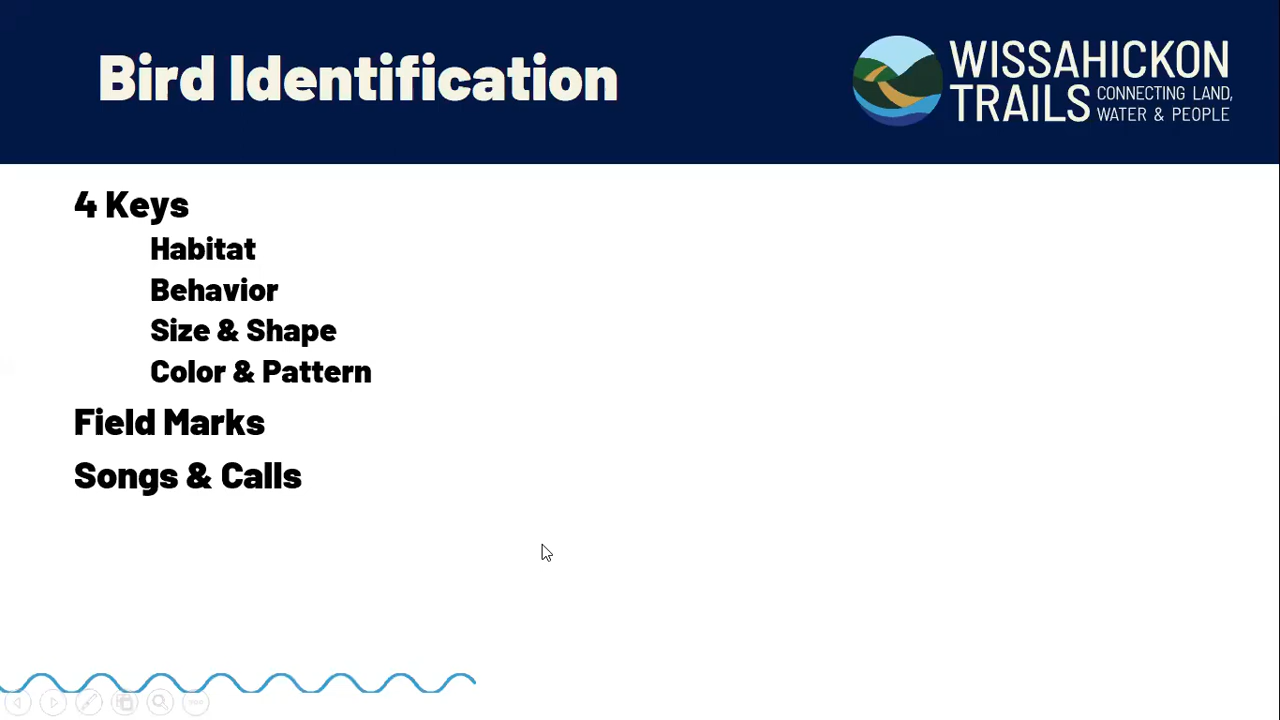 Bird Identification
WISSAHICKON
TRAILS CONNECTING LAND,
WATER & PEOPLE
4 Keys
Habitat
Behavior
Size & Shape
Color & Pattern
Field Marks
Songs & Calls